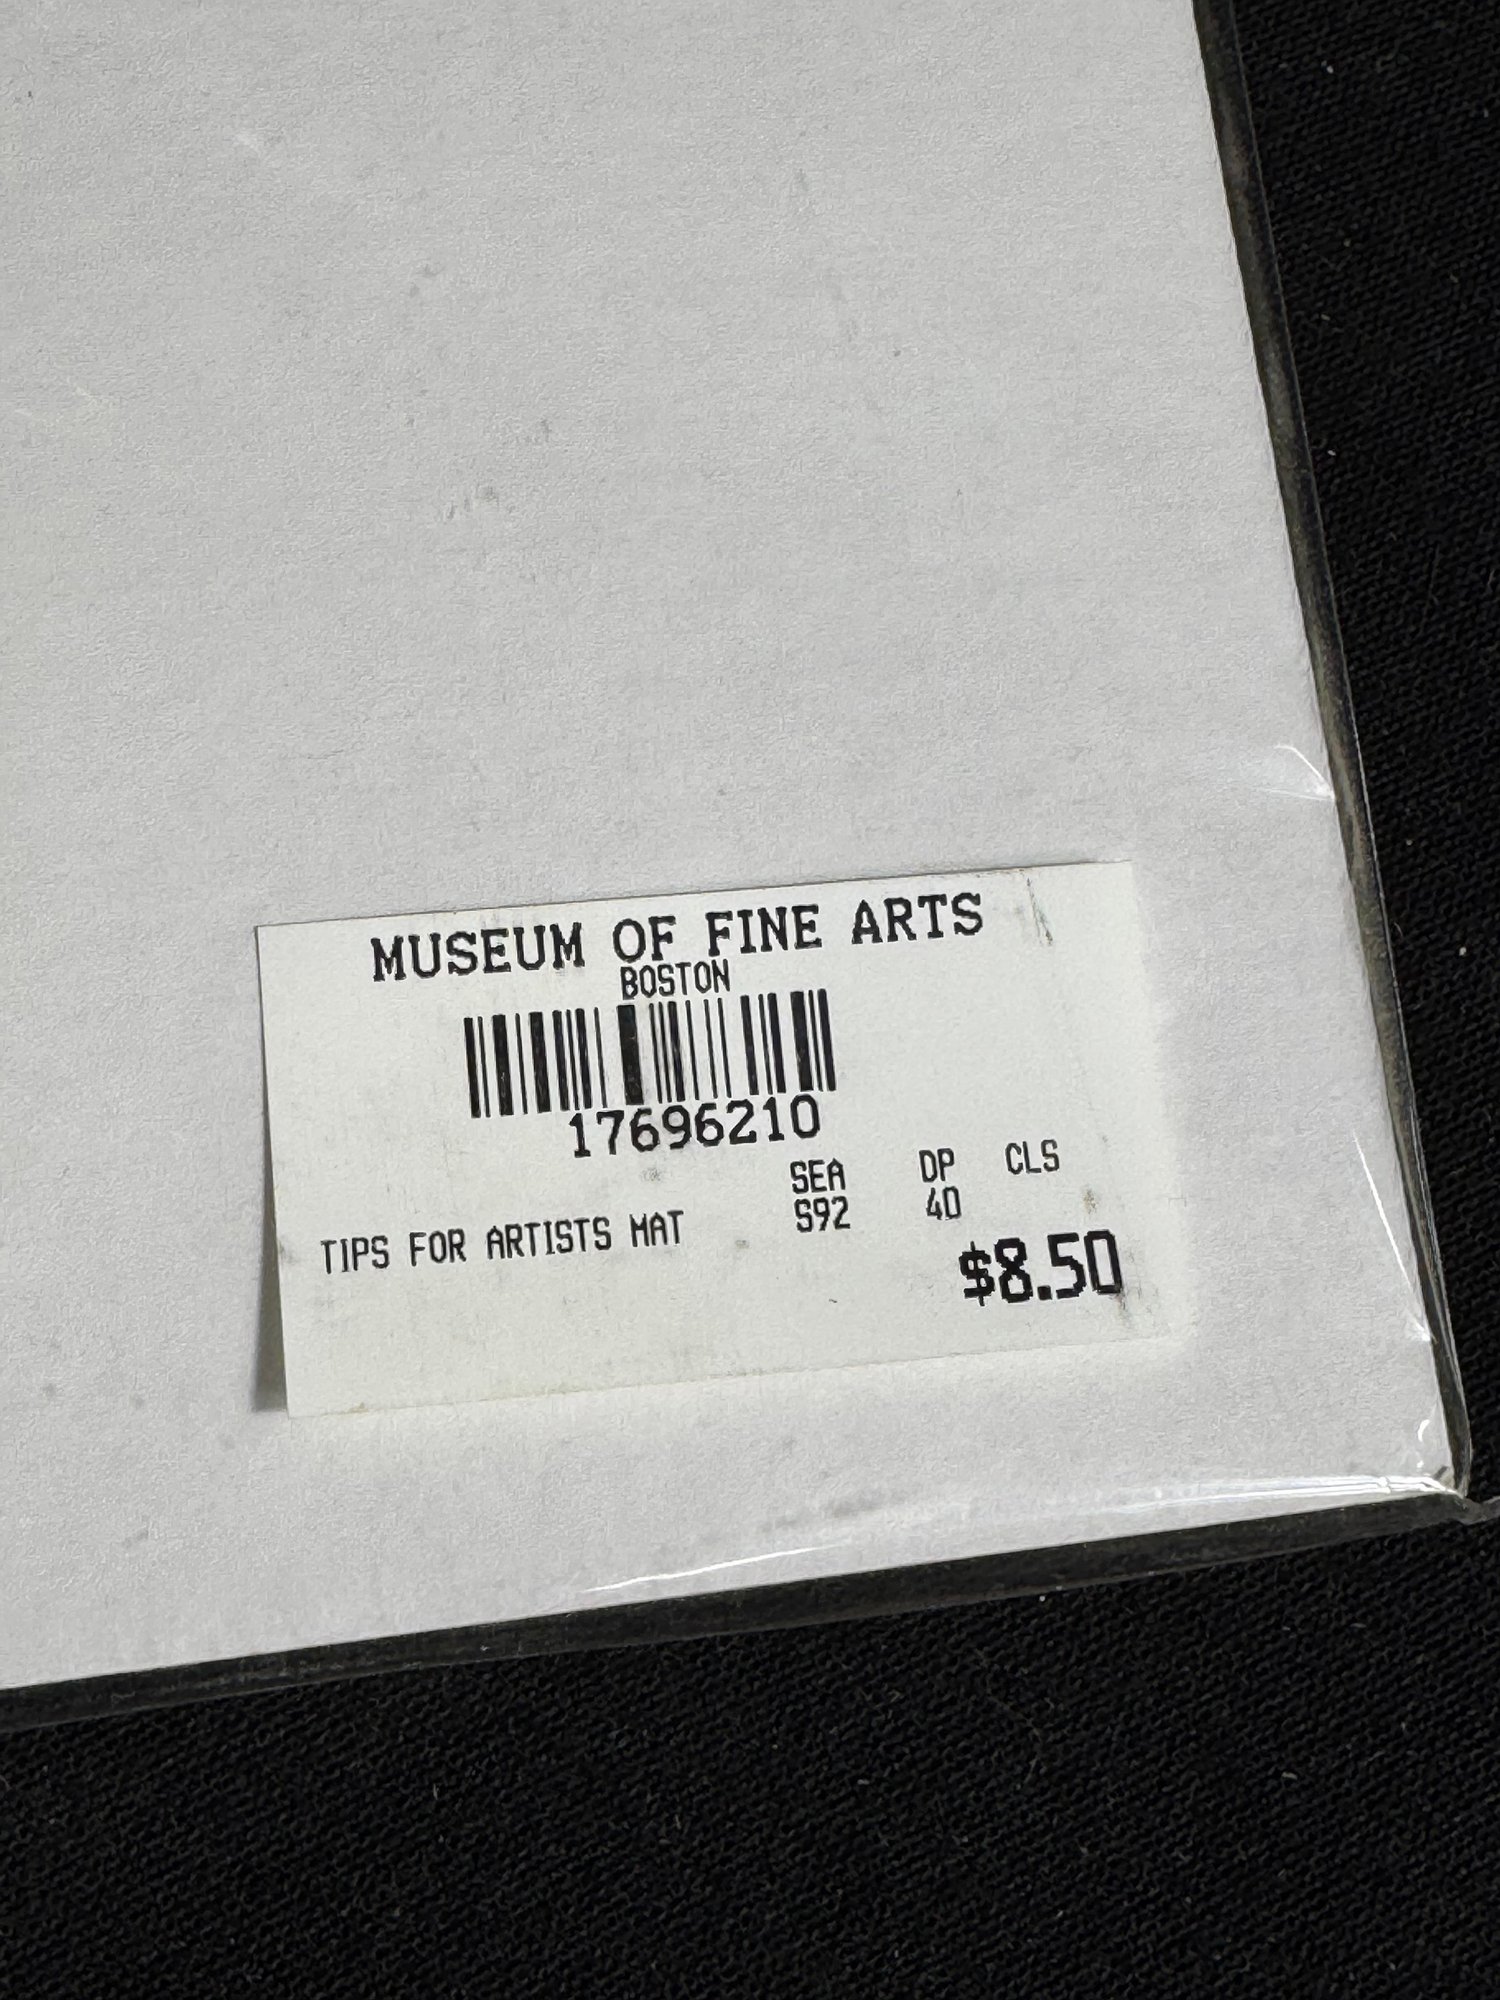 MUSEUM OF FINE ARTS
BOSTON
17696210
SEA DP CLS
TIPS FOR ARTISTS MAT S92 40
$8.50